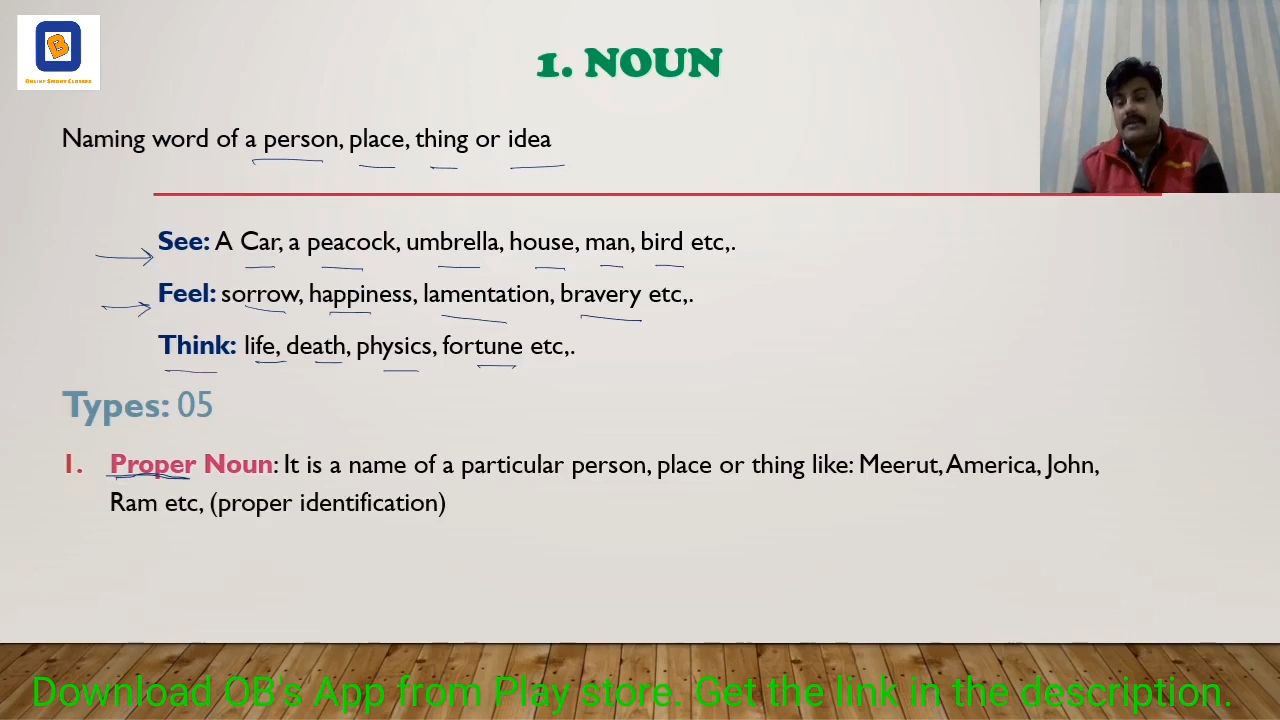 ONLINE SMART CLASSES
1. NOUN
Naming word of a person, place, thing or idea
See: A Car, a peacock, umbrella, house, man, bird etc,.
Feel: sorrow, happiness, lamentation, bravery etc,.
Think: life, death, physics, fortune etc,.
Types: 05
1. Proper Noun: It is a name of a particular person, place or thing like: Meerut, America, John,
Ram etc, (proper identification)
Download OB's App from Play store. Get the link in the description.